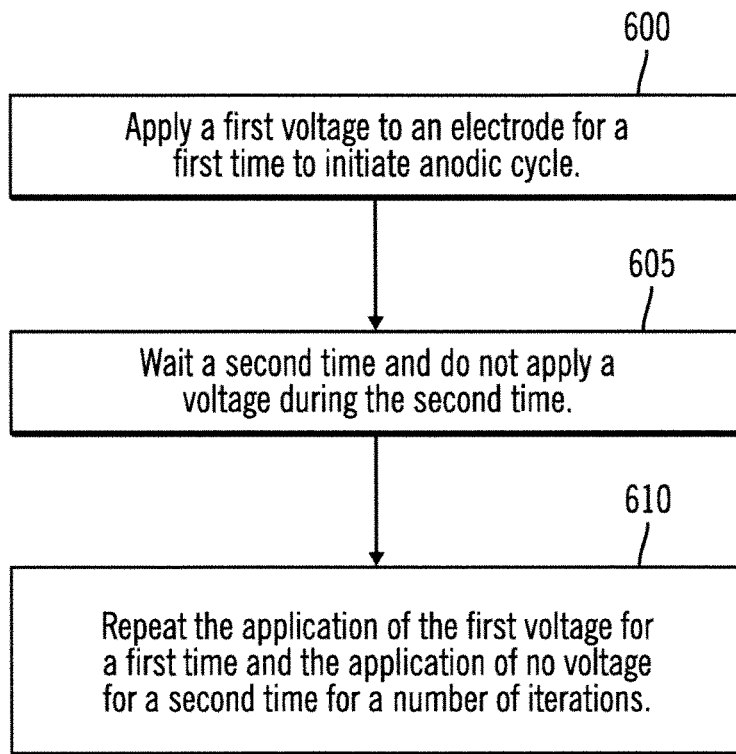 600
Apply a first voltage to an electrode for a
first time to initiate anodic cycle.
605
Wait a second time and do not apply a
voltage during the second time.
610
Repeat the application of the first voltage for
a first time and the application of no voltage
for a second time for a number of iterations.